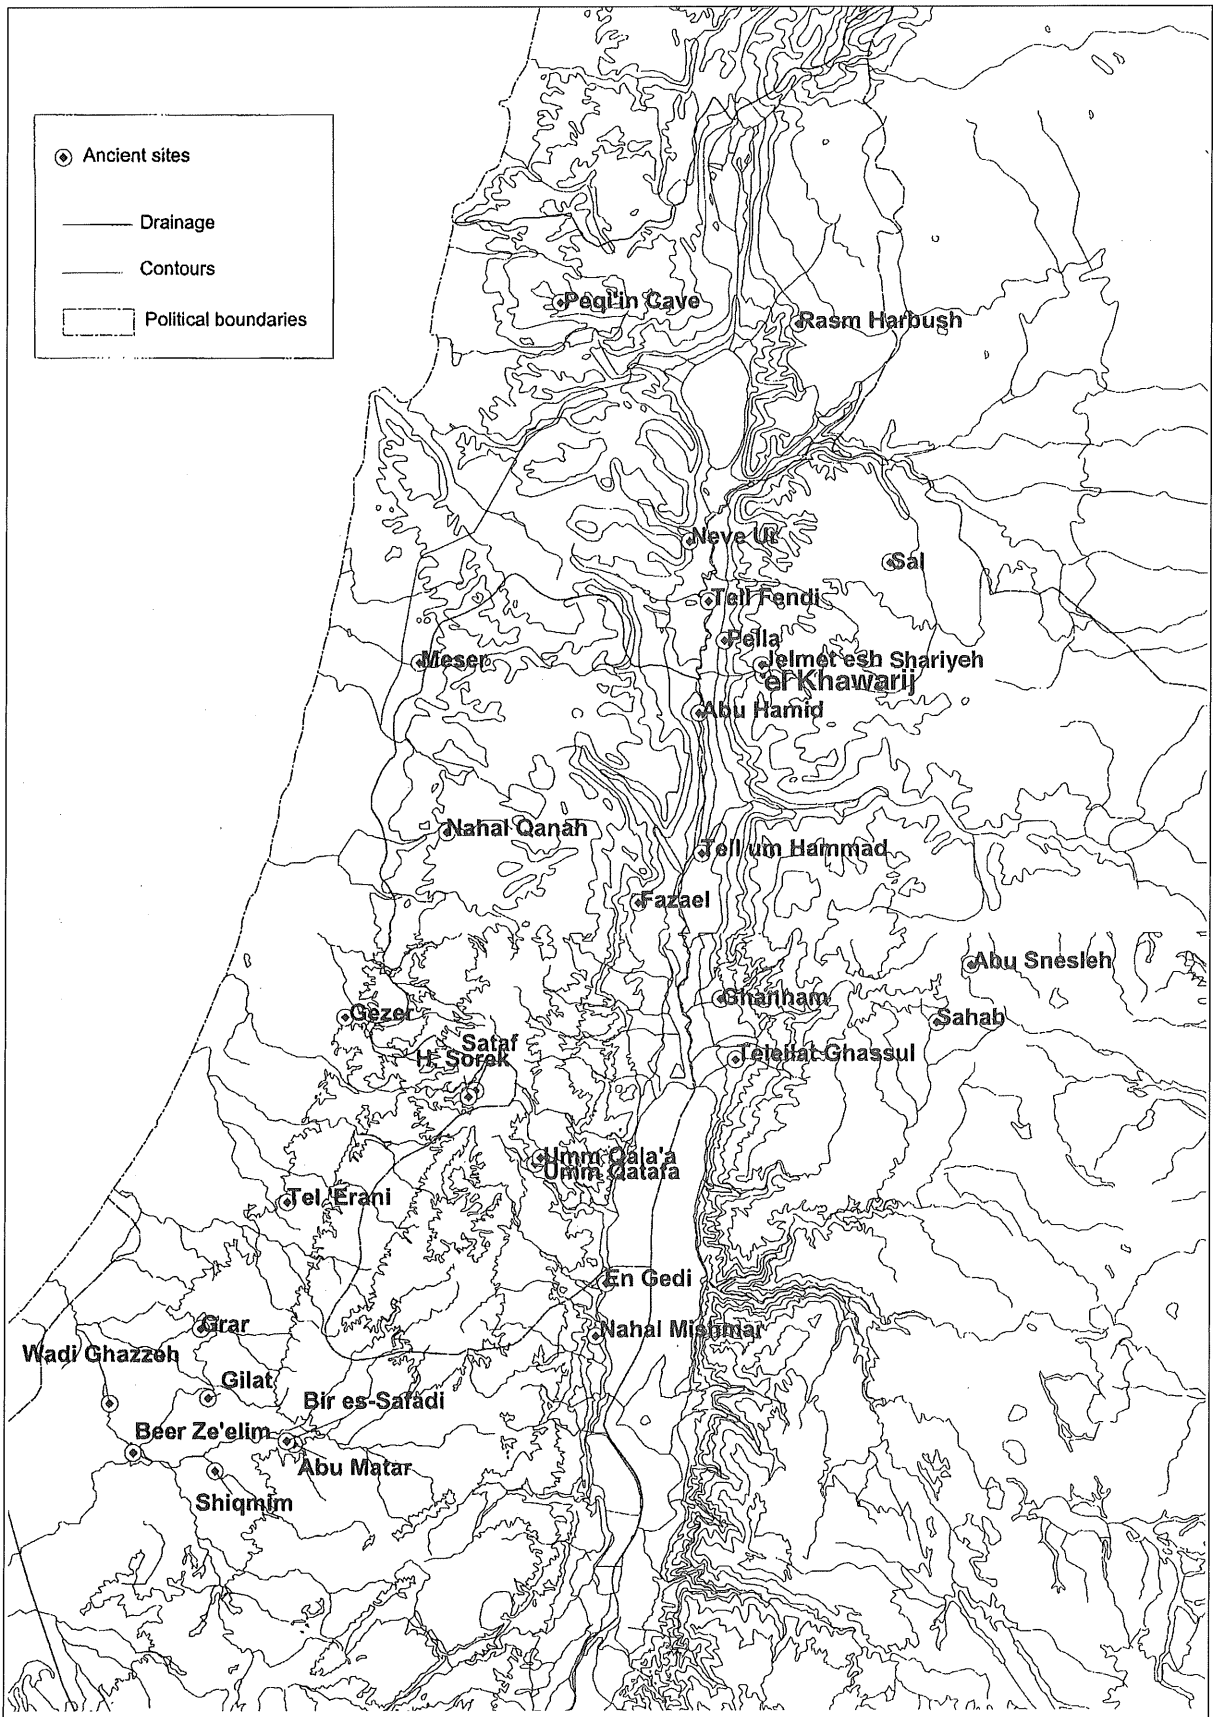 Ancient sites
Drainage
Contours
Political boundaries
Peqi'in Cave
Rasm Harbush
Neve Ur
Sal
Tell Fendi
Pella
Meser
Jelmet esh Shariyeh
el Khawarij
Abu Hamid
Nahal Qanah
Tell um Hammad
Fazael
Abu Snesleh
Ghanham
Gezer
Sahab
Sataf
H. Sorek
Teleilat Ghassul
Umm Qala'a
Umm Qatafa
Tel 'Erani
En Gedi
Grar
Nahal Mishmar
Wadi Ghazzeh
Gilat
Bir es-Safadi
Beer Ze'elim
Abu Matar
Shiqmim